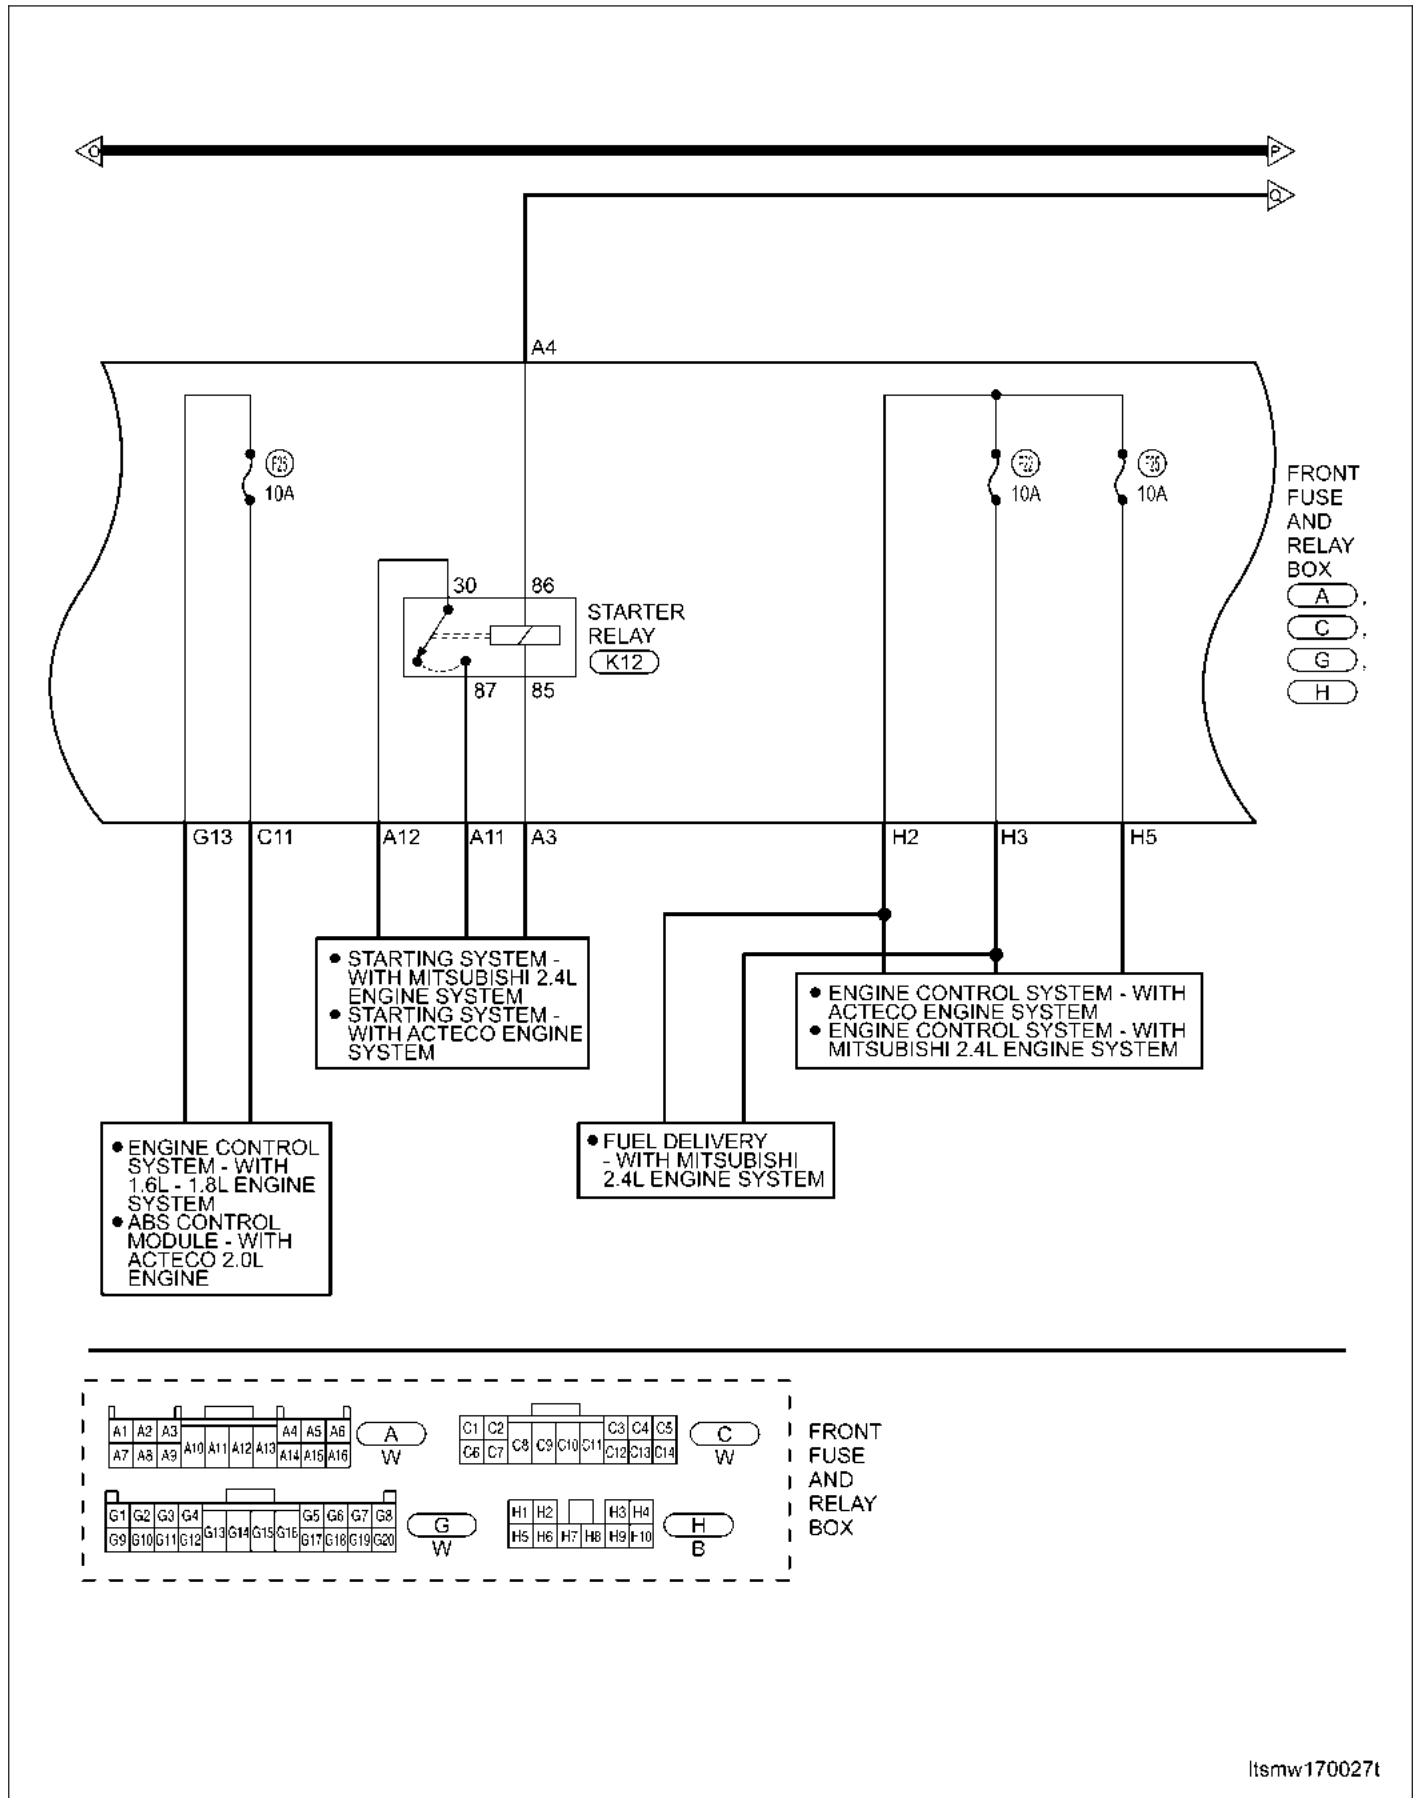 O
P
Q
A4
F26
10A
10A
10A
FRONT
FUSE
AND
RELAY
BOX
A ,
C ,
G ,
H
30
86
STARTER
RELAY
K12
87
85
G13
C11
A12
A11
A3
H2
H3
H5
● STARTING SYSTEM -
WITH MITSUBISHI 2.4L
ENGINE SYSTEM
● STARTING SYSTEM -
WITH ACTECO ENGINE
SYSTEM
● ENGINE CONTROL SYSTEM - WITH
ACTECO ENGINE SYSTEM
● ENGINE CONTROL SYSTEM - WITH
MITSUBISHI 2.4L ENGINE SYSTEM
● ENGINE CONTROL
SYSTEM - WITH
1.6L - 1.8L ENGINE
SYSTEM
● ABS CONTROL
MODULE - WITH
ACTECO 2.0L
ENGINE
● FUEL DELIVERY
- WITH MITSUBISHI
2.4L ENGINE SYSTEM
A1 A2 A3 A4 A5 A6
A10 A11 A12 A13
A7 A8 A9 A14 A15 A16
A
W
C1 C2 C3 C4 C5
C8 C9 C10 C11
C6 C7 C12 C13 C14
C
W
G1 G2 G3 G4 G5 G6 G7 G8
G13 G14 G15 G16
G9 G10 G11 G12 G17 G18 G19 G20
G
W
H1 H2 H3 H4
H5 H6 H7 H8 H9 H10
H
B
FRONT
FUSE
AND
RELAY
BOX
ltsmw170027t